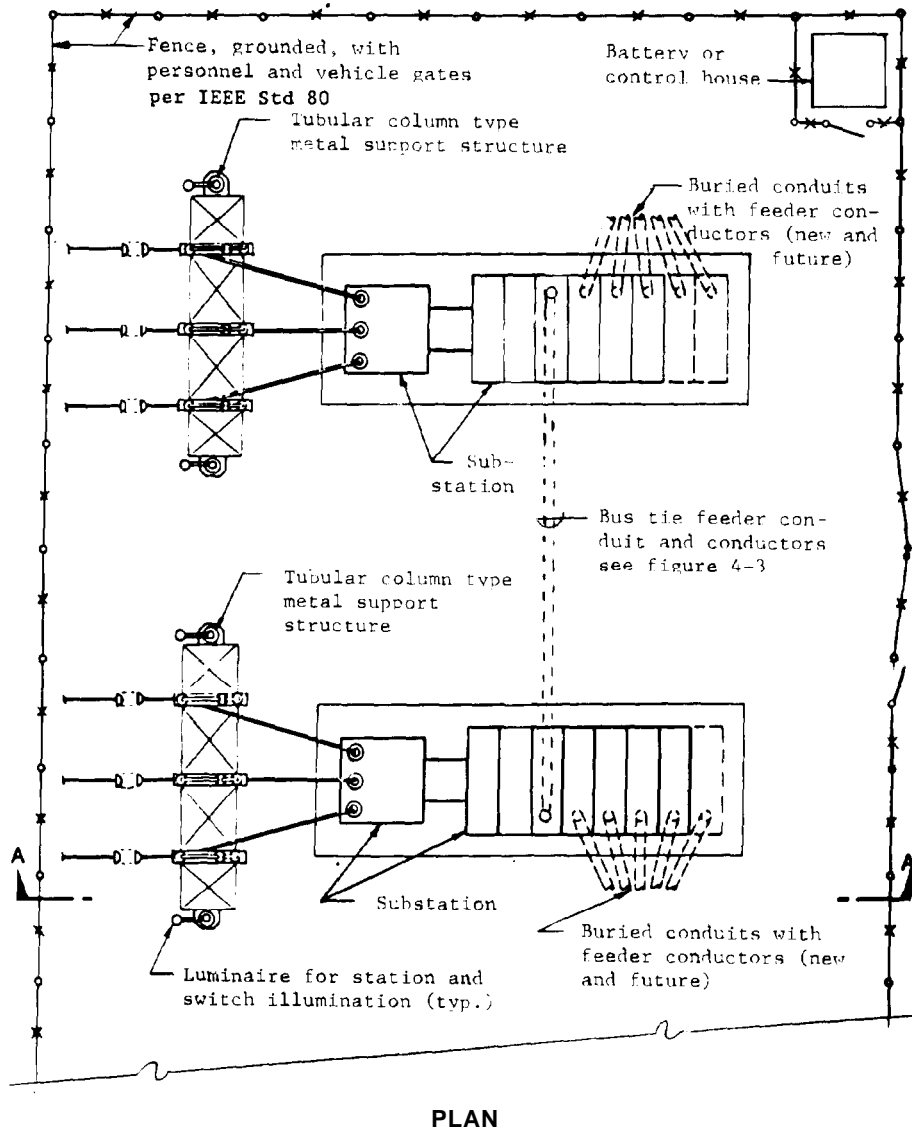 Fence, grounded, with
personnel and vehicle gates
per IEEE Std 80
Battery or
control house
Tubular column type
metal support structure
Buried conduits
with feeder con-
ductors (new and
future)
Sub-
station
Bus tie feeder con-
duit and conductors
see figure 4-3
Tubular column type
metal support
structure
A
A
Substation
Buried conduits with
feeder conductors (new
and future)
Luminaire for station and
switch illumination (typ.)
PLAN